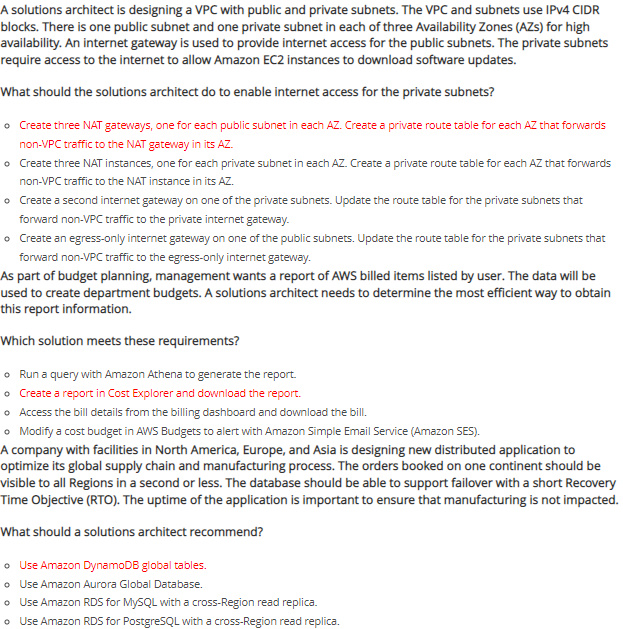 A solutions architect is designing a VPC with public and private subnets. The VPC and subnets use IPv4 CIDR
blocks. There is one public subnet and one private subnet in each of three Availability Zones (AZs) for high
availability. An internet gateway is used to provide internet access for the public subnets. The private subnets
require access to the internet to allow Amazon EC2 instances to download software updates.
What should the solutions architect do to enable internet access for the private subnets?
Create three NAT gateways, one for each public subnet in each AZ. Create a private route table for each AZ that forwards
non-VPC traffic to the NAT gateway in its AZ.
Create three NAT instances, one for each private subnet in each AZ. Create a private route table for each AZ that forwards
non-VPC traffic to the NAT instance in its AZ.
Create a second internet gateway on one of the private subnets. Update the route table for the private subnets that
forward non-VPC traffic to the private internet gateway.
Create an egress-only internet gateway on one of the public subnets. Update the route table for the private subnets that
forward non-VPC traffic to the egress-only internet gateway.
As part of budget planning, management wants a report of AWS billed items listed by user. The data will be
used to create department budgets. A solutions architect needs to determine the most efficient way to obtain
this report information.
Which solution meets these requirements?
Run a query with Amazon Athena to generate the report.
Create a report in Cost Explorer and download the report.
Access the bill details from the billing dashboard and download the bill.
Modify a cost budget in AWS Budgets to alert with Amazon Simple Email Service (Amazon SES).
A company with facilities in North America, Europe, and Asia is designing new distributed application to
optimize its global supply chain and manufacturing process. The orders booked on one continent should be
visible to all Regions in a second or less. The database should be able to support failover with a short Recovery
Time Objective (RTO). The uptime of the application is important to ensure that manufacturing is not impacted.
What should a solutions architect recommend?
Use Amazon DynamoDB global tables.
Use Amazon Aurora Global Database.
Use Amazon RDS for MySQL with a cross-Region read replica.
Use Amazon RDS for PostgreSQL with a cross-Region read replica.